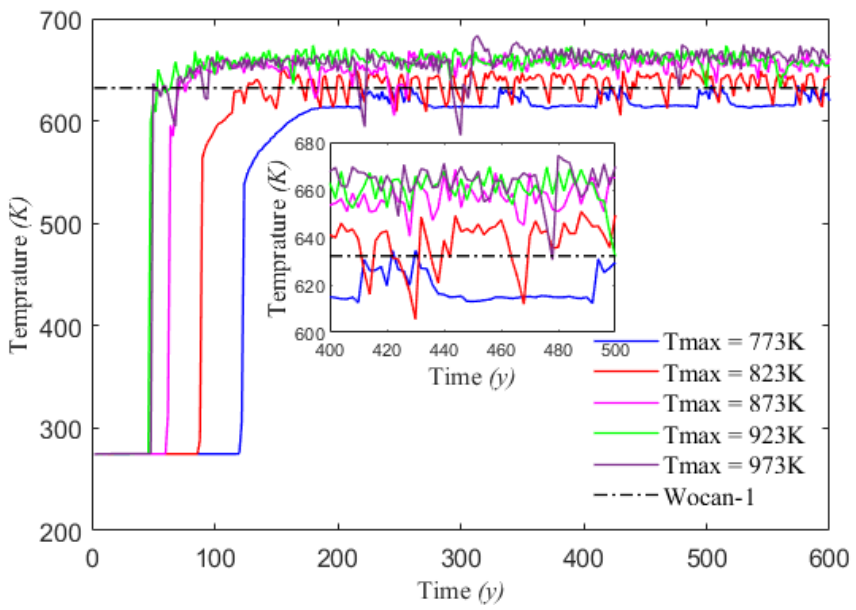 700
600
500
400
300
200
Temprature (K)
0
100
200
300
400
500
600
Time (y)
680
660
640
620
600
Temprature (K)
400
420
440
460
480
500
Time (y)
Tmax = 773K
Tmax = 823K
Tmax = 873K
Tmax = 923K
Tmax = 973K
Wocan-1